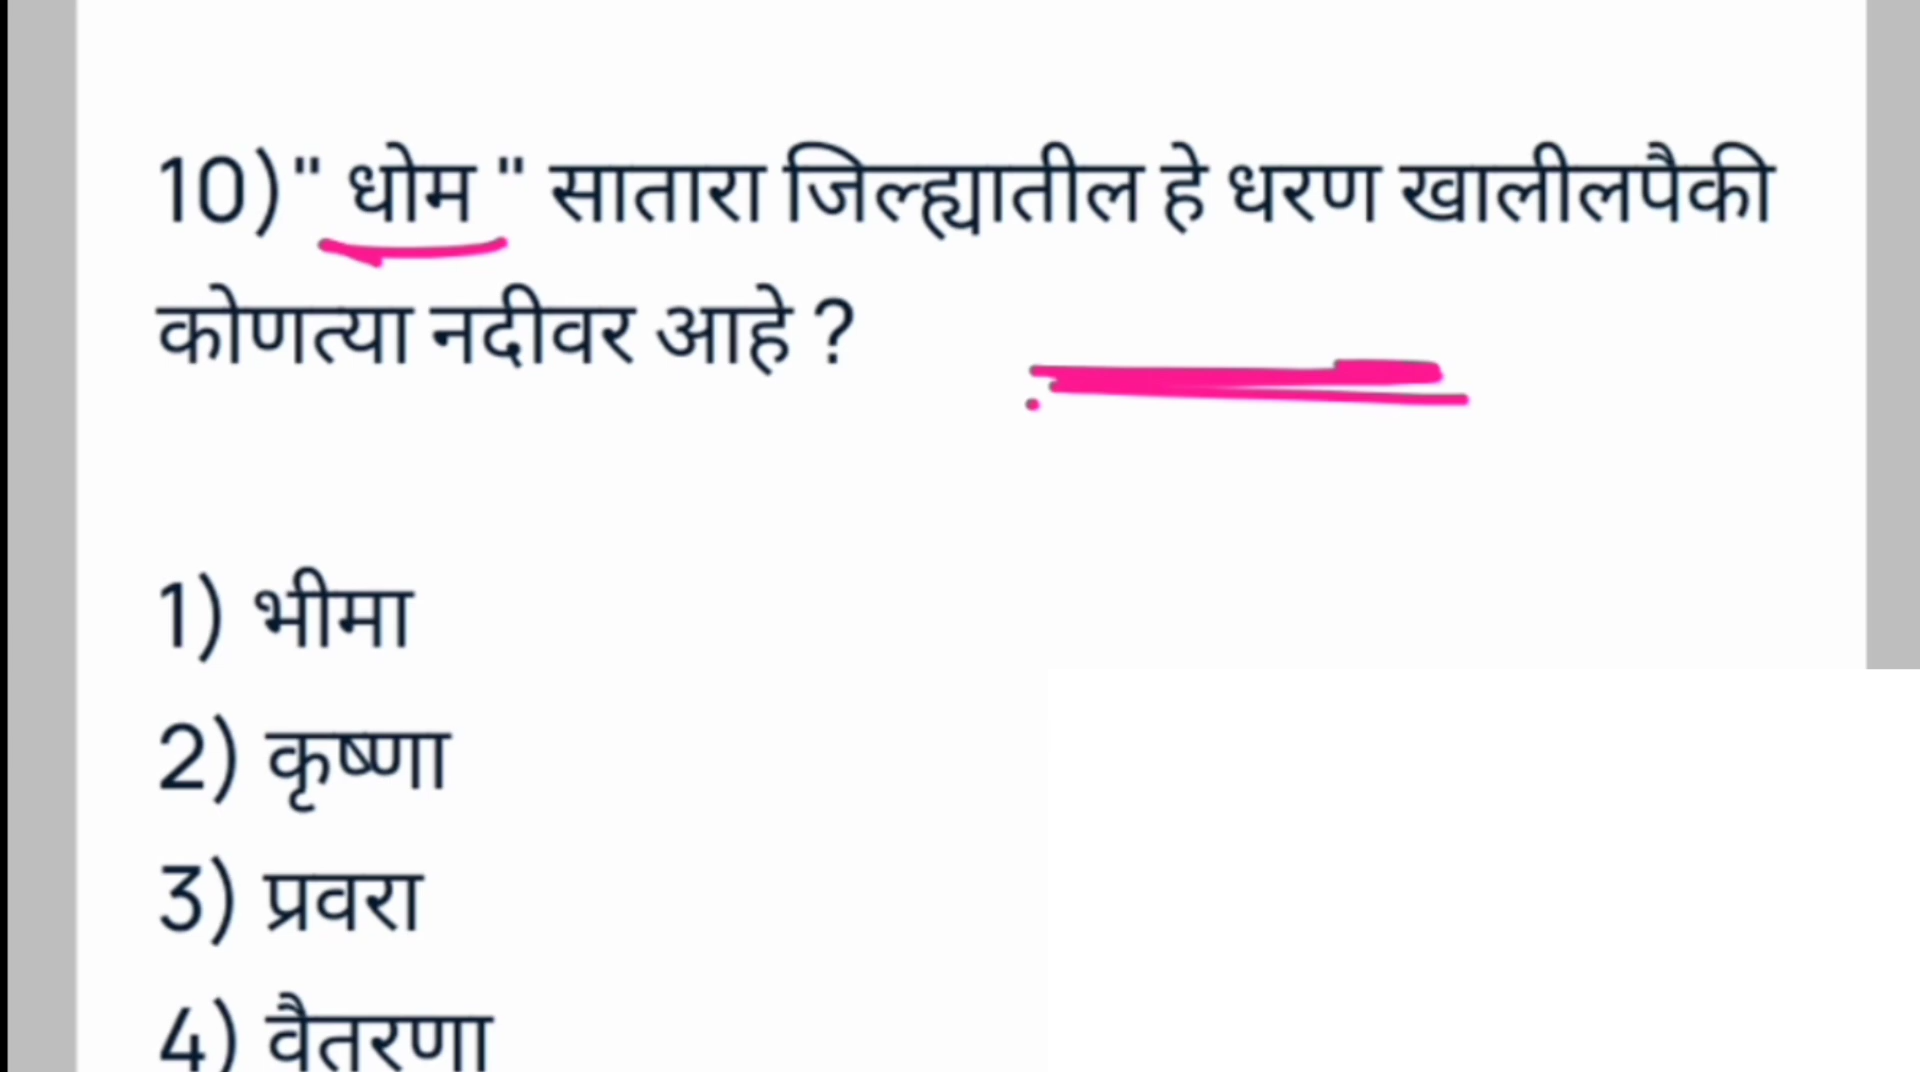 10)" धोम " सातारा जिल्ह्यातील हे धरण खालीलपैकी
कोणत्या नदीवर आहे ?
1) भीमा
2) कृष्णा
3) प्रवरा
4) वैतरणा